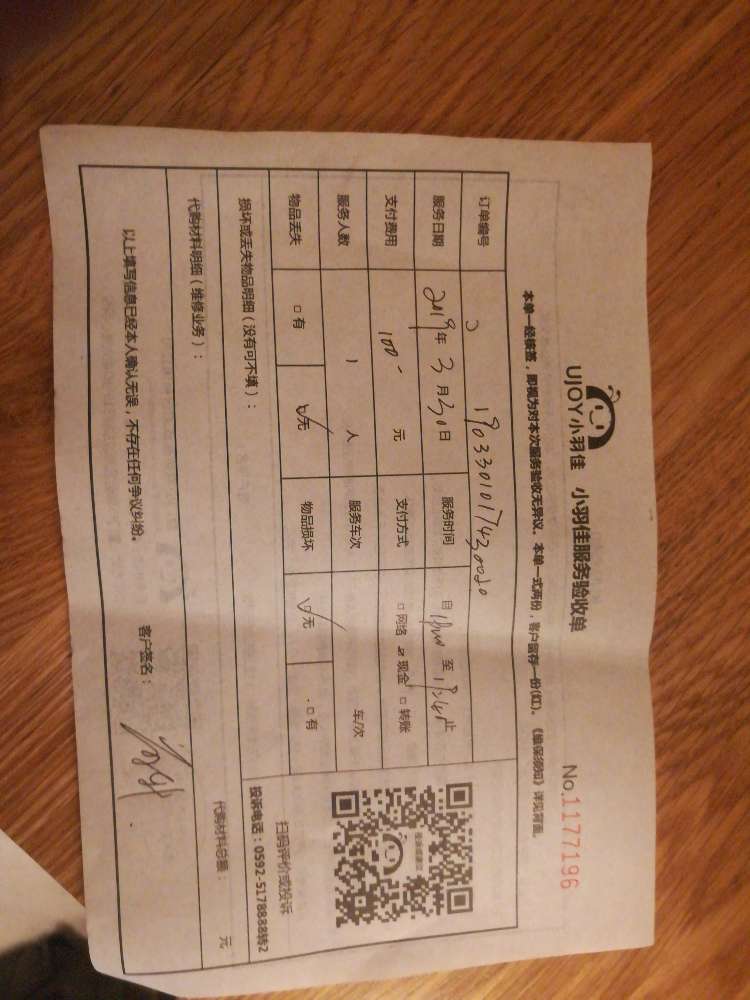 UJOY小羽佳 小羽佳服务验收单
No.1177196
本单一经核签，即视为对本次服务验收无异议。本单一式两份，客户留存一份(红)。《维保须知》详见背面。
订单编号
服务日期 2019年3月30日 服务时间 自 至 止
支付费用 100- 元 支付方式 □网络 ☑现金 □转账
服务人数 1 人 服务车次 车/次
物品丢失 □有 ☑无 物品损坏 ☑无 □有
损坏或丢失物品明细（没有可不填）：
代购材料明细（维修业务）：
代购材料总量： 元
扫码评价或投诉
投诉电话：0592-5178888转2
以上填写信息已经本人确认无误，不存在任何争议纠纷。
客户签名：